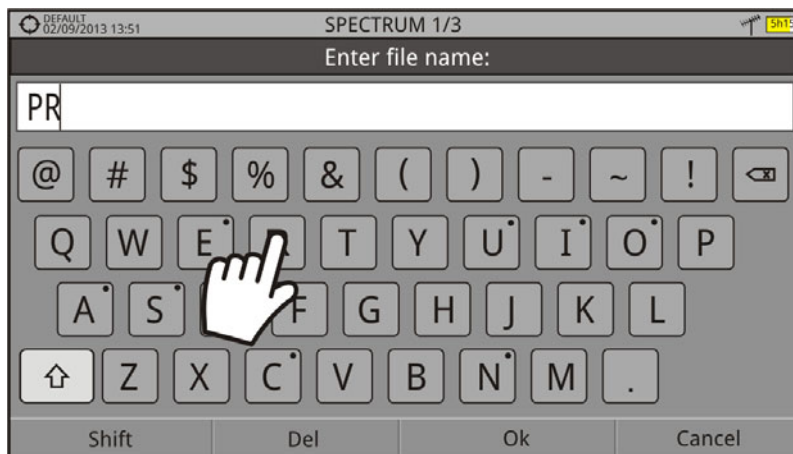 DEFAULT
02/09/2013 13:51 SPECTRUM 1/3 5h15
Enter file name:
PR
@ # $ % & ( ) - ~ !
Q W E R T Y U I O P
A S F G H J K L
Z X C V B N M .
Shift Del Ok Cancel